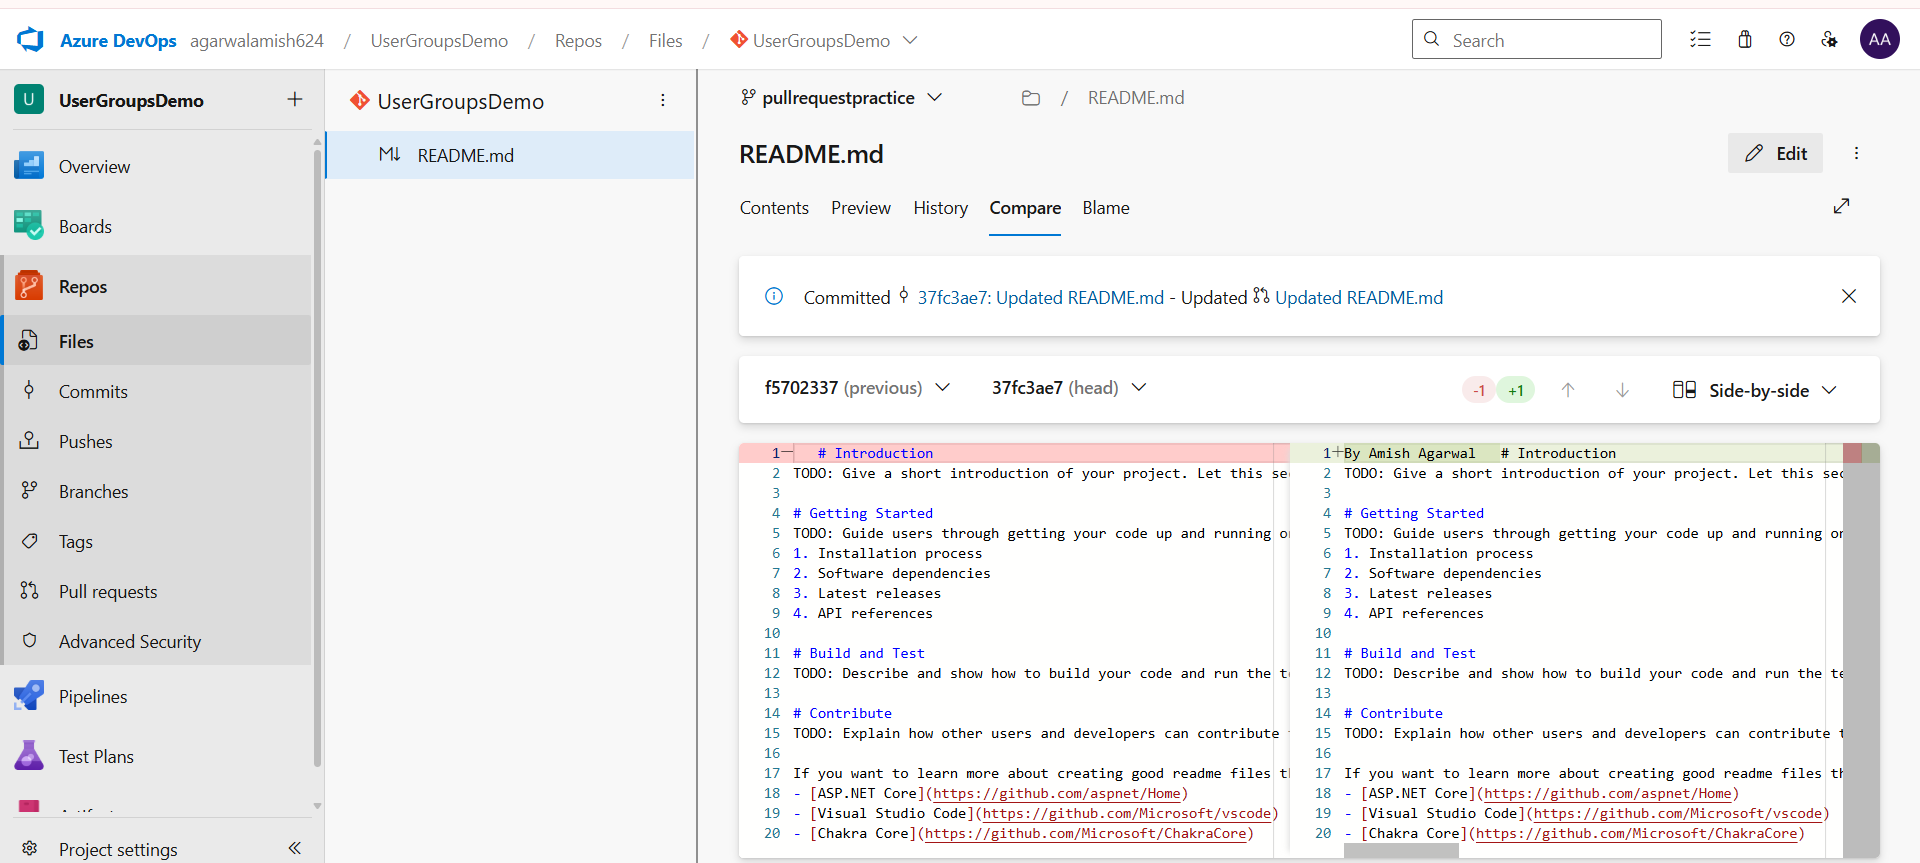 Azure DevOps agarwalamish624 / UserGroupsDemo / Repos / Files / UserGroupsDemo
Search
AA
U UserGroupsDemo
Overview
Boards
Repos
Files
Commits
Pushes
Branches
Tags
Pull requests
Advanced Security
Pipelines
Test Plans
Project settings
UserGroupsDemo
README.md
pullrequestpractice
/ README.md
README.md
Edit
Contents Preview History Compare Blame
Committed 37fc3ae7: Updated README.md - Updated Updated README.md
f5702337 (previous) 37fc3ae7 (head) -1 +1 Side-by-side
1— # Introduction
2 TODO: Give a short introduction of your project. Let this se
3
4 # Getting Started
5 TODO: Guide users through getting your code up and running o
6 1. Installation process
7 2. Software dependencies
8 3. Latest releases
9 4. API references
10
11 # Build and Test
12 TODO: Describe and show how to build your code and run the t
13
14 # Contribute
15 TODO: Explain how other users and developers can contribute
16
17 If you want to learn more about creating good readme files t
18 - [ASP.NET Core](https://github.com/aspnet/Home)
19 - [Visual Studio Code](https://github.com/Microsoft/vscode)
20 - [Chakra Core](https://github.com/Microsoft/ChakraCore)
1+By Amish Agarwal # Introduction
2 TODO: Give a short introduction of your project. Let this sec
3
4 # Getting Started
5 TODO: Guide users through getting your code up and running on
6 1. Installation process
7 2. Software dependencies
8 3. Latest releases
9 4. API references
10
11 # Build and Test
12 TODO: Describe and show how to build your code and run the te
13
14 # Contribute
15 TODO: Explain how other users and developers can contribute t
16
17 If you want to learn more about creating good readme files th
18 - [ASP.NET Core](https://github.com/aspnet/Home)
19 - [Visual Studio Code](https://github.com/Microsoft/vscode)
20 - [Chakra Core](https://github.com/Microsoft/ChakraCore)